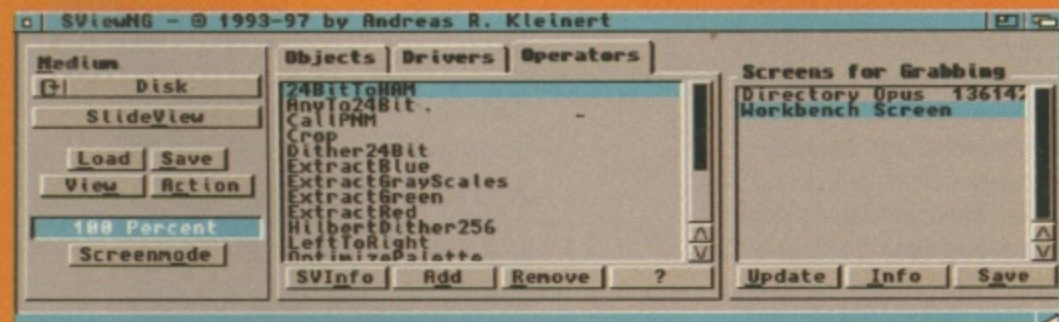 SViewNG - © 1993-97 by Andreas R. Kleinert
Medium
Disk
SlideView
Load Save
View Action
100 Percent
Screenmode
Objects Drivers Operators
24BitToHAM
AnyTo24Bit
CallPNM
Crop
Dither24Bit
ExtractBlue
ExtractGrayScales
ExtractGreen
ExtractRed
HilbertDither256
LeftToRight
OptimizePalette
SVInfo Add Remove ?
Screens for Grabbing
Directory Opus
Workbench Screen
Update Info Save